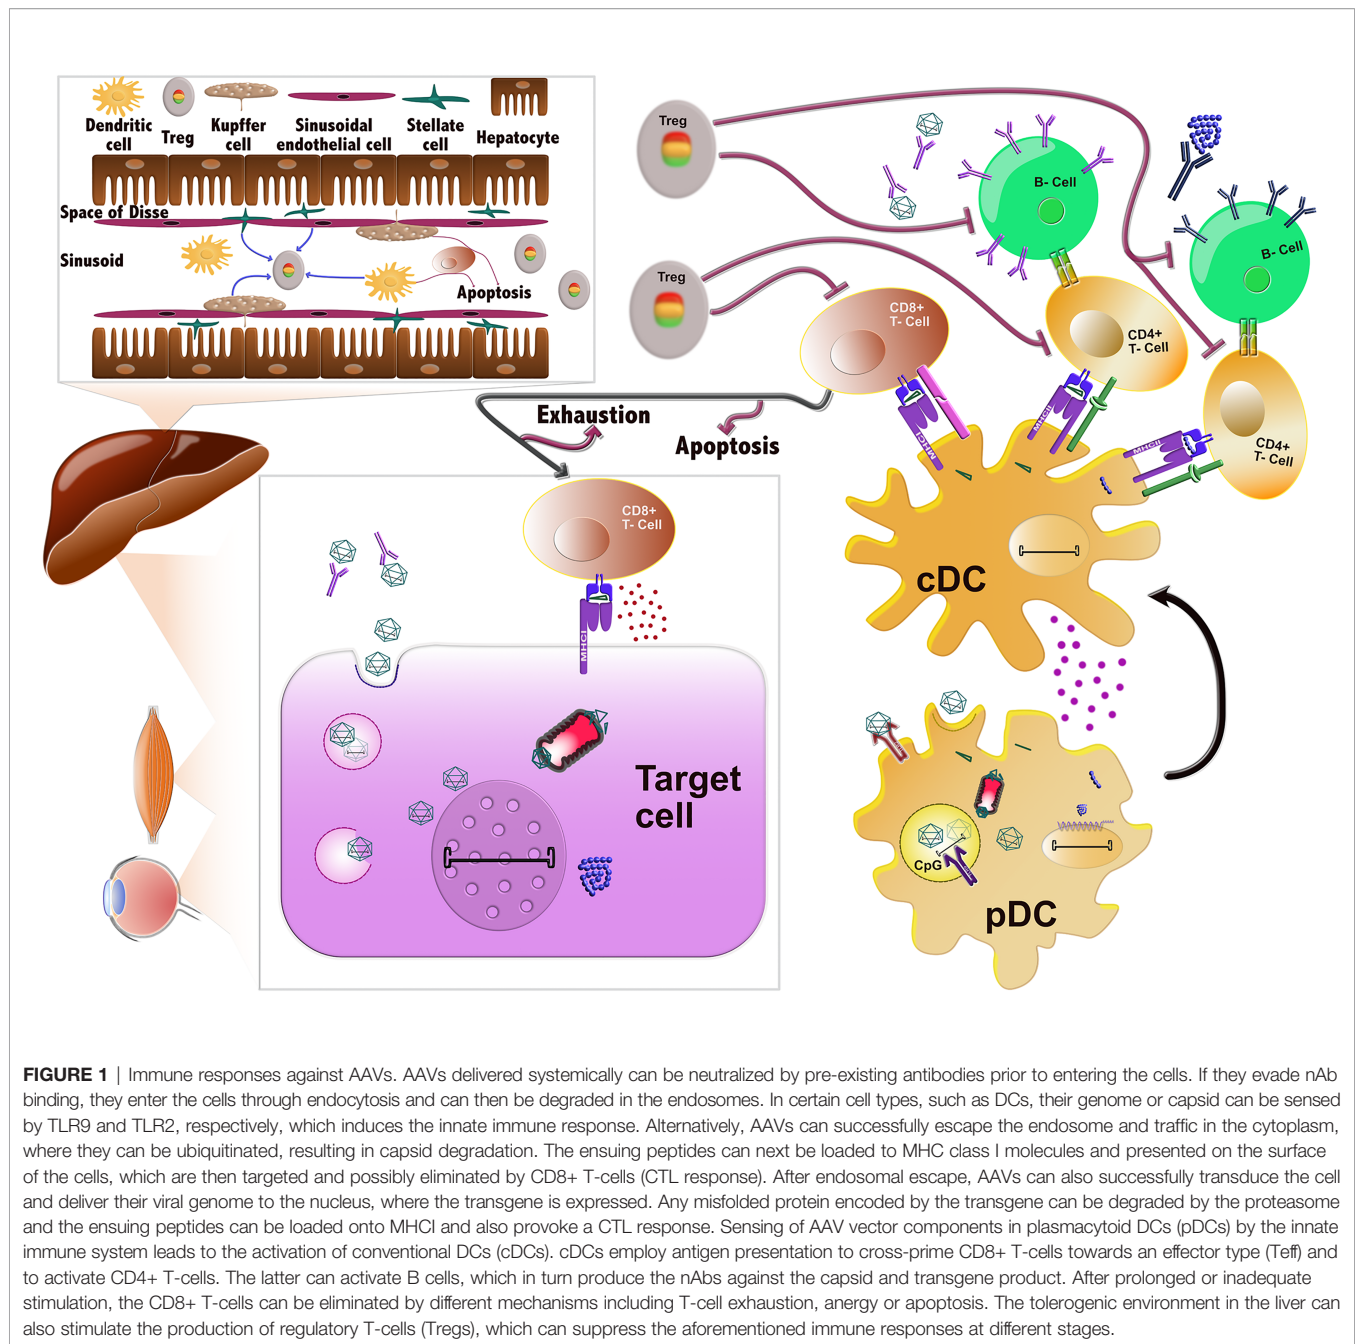 Dendritic
cell
Treg
Kupffer
cell
Sinusoidal
endothelial cell
Stellate
cell
Hepatocyte
Space of Disse
Sinusoid
Apoptosis
Treg
Treg
B- Cell
B- Cell
CD8+
T- Cell
CD4+
T- Cell
CD4+
T- Cell
MHCI
MHCII
MHCII
Exhaustion
Apoptosis
CD8+
T- Cell
MHCI
cDC
Target
cell
CpG
pDC
FIGURE 1 | Immune responses against AAVs. AAVs delivered systemically can be neutralized by pre-existing antibodies prior to entering the cells. If they evade nAb
binding, they enter the cells through endocytosis and can then be degraded in the endosomes. In certain cell types, such as DCs, their genome or capsid can be sensed
by TLR9 and TLR2, respectively, which induces the innate immune response. Alternatively, AAVs can successfully escape the endosome and traffic in the cytoplasm,
where they can be ubiquitinated, resulting in capsid degradation. The ensuing peptides can next be loaded to MHC class I molecules and presented on the surface
of the cells, which are then targeted and possibly eliminated by CD8+ T-cells (CTL response). After endosomal escape, AAVs can also successfully transduce the cell
and deliver their viral genome to the nucleus, where the transgene is expressed. Any misfolded protein encoded by the transgene can be degraded by the proteasome
and the ensuing peptides can be loaded onto MHCI and also provoke a CTL response. Sensing of AAV vector components in plasmacytoid DCs (pDCs) by the innate
immune system leads to the activation of conventional DCs (cDCs). cDCs employ antigen presentation to cross-prime CD8+ T-cells towards an effector type (Teff) and
to activate CD4+ T-cells. The latter can activate B cells, which in turn produce the nAbs against the capsid and transgene product. After prolonged or inadequate
stimulation, the CD8+ T-cells can be eliminated by different mechanisms including T-cell exhaustion, anergy or apoptosis. The tolerogenic environment in the liver can
also stimulate the production of regulatory T-cells (Tregs), which can suppress the aforementioned immune responses at different stages.